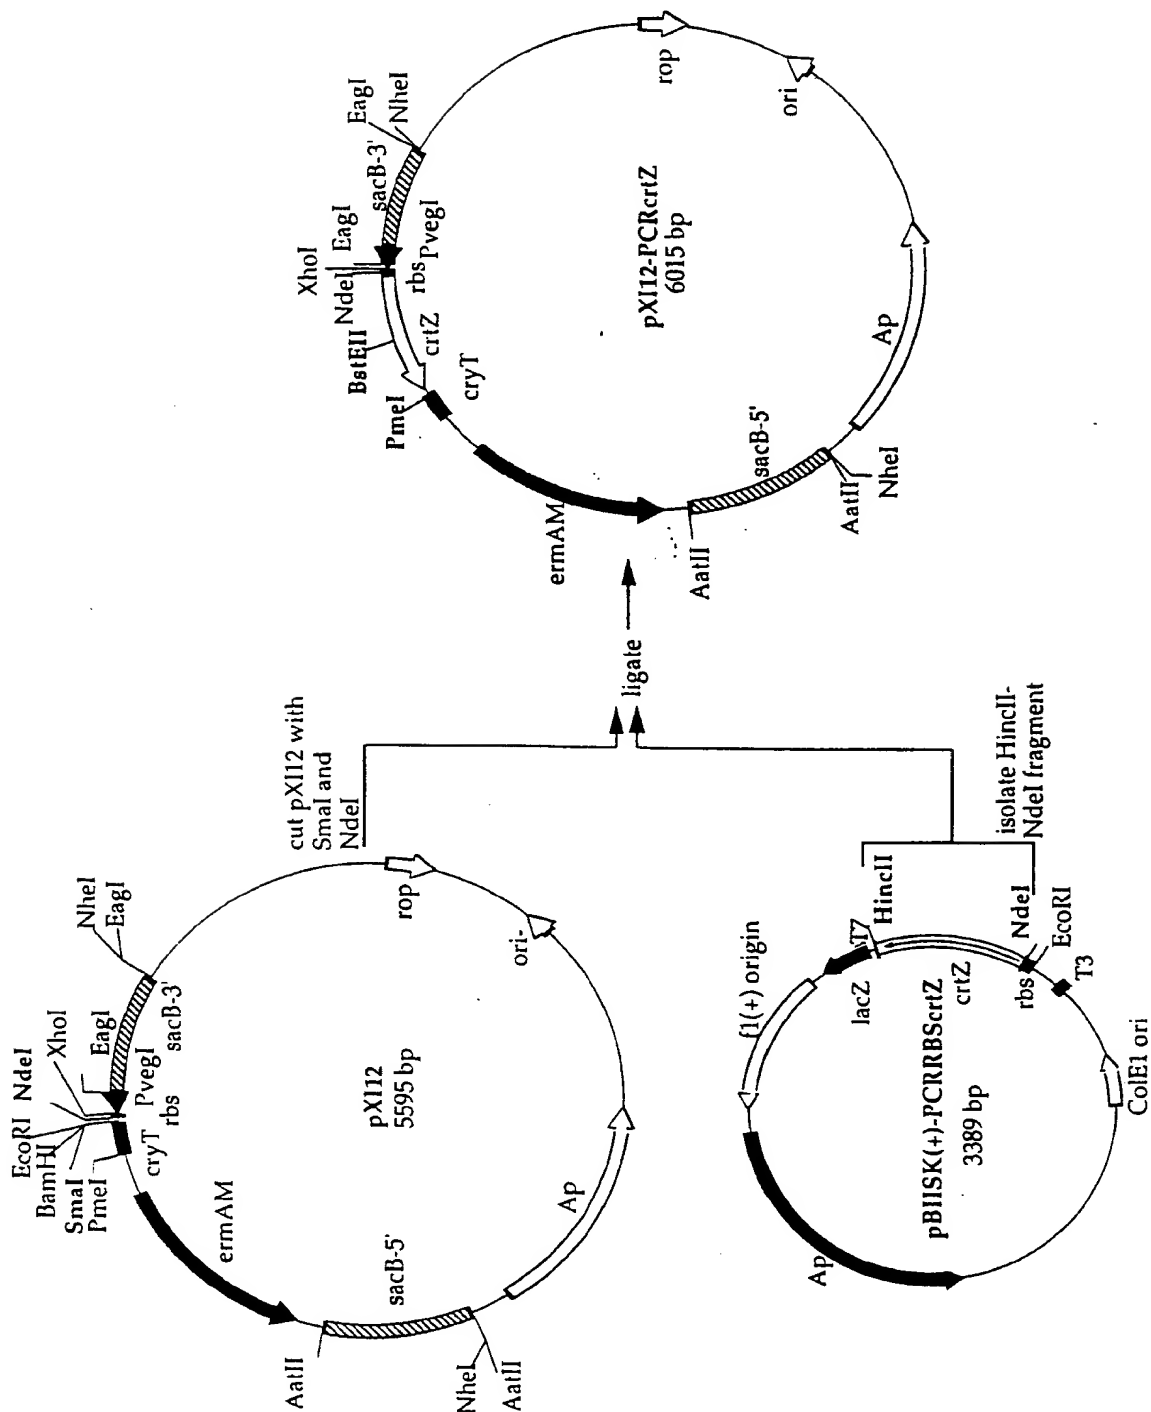 EagI
NheI
sacB-3'
EagI
XhoI
NdeI
BstEII
PmeI
PvegI
rbs
crtZ
cryT
rop
ori
pXI12-PCRcrtZ
6015 bp
Ap
sacB-5'
ermAM
AatII
AatII
NheI
ligate
cut pXI12 with
SmaI and
NdeI
isolate HincII-
NdeI fragment
NheI
EagI
sacB-3'
EagI
XhoI
NdeI
EcoRI
BamHI
SmaI
PmeI
PvegI
rbs
cryT
rop
ori-
pXI12
5595 bp
ermAM
Ap
sacB-5'
AatII
NheI
AatII
HincII
NdeI
EcoRI
T7
T3
f1(+) origin
lacZ
crtZ
rbs
pBIISK(+)-PCRRBScrtZ
3389 bp
ColE1 ori
Ap